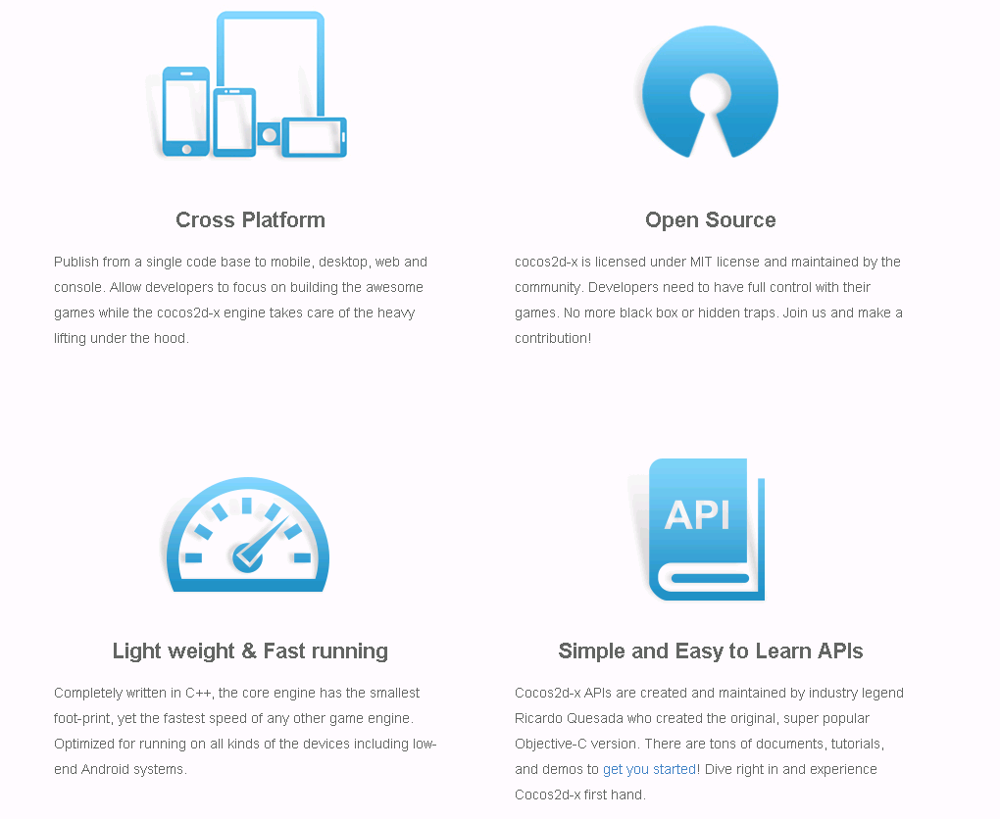 Cross Platform
Publish from a single code base to mobile, desktop, web and
console. Allow developers to focus on building the awesome
games while the cocos2d-x engine takes care of the heavy
lifting under the hood.
Open Source
cocos2d-x is licensed under MIT license and maintained by the
community. Developers need to have full control with their
games. No more black box or hidden traps. Join us and make a
contribution!
Light weight & Fast running
Completely written in C++, the core engine has the smallest
foot-print, yet the fastest speed of any other game engine.
Optimized for running on all kinds of the devices including low-
end Android systems.
API
Simple and Easy to Learn APIs
Cocos2d-x APIs are created and maintained by industry legend
Ricardo Quesada who created the original, super popular
Objective-C version. There are tons of documents, tutorials,
and demos to get you started! Dive right in and experience
Cocos2d-x first hand.